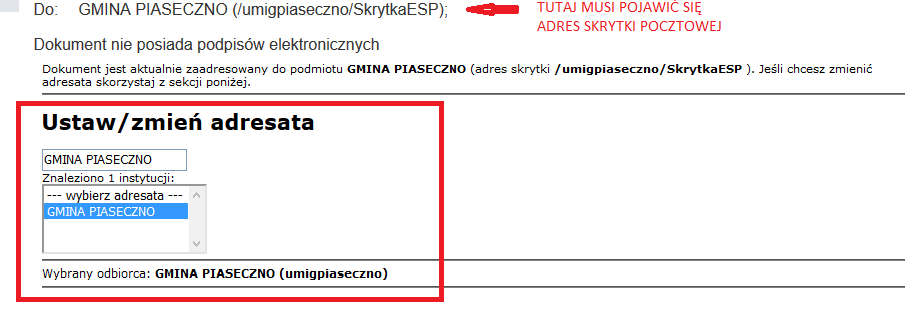 Do: GMINA PIASECZNO (/umigpiaseczno/SkrytkaESP);
TUTAJ MUSI POJAWIĆ SIĘ
ADRES SKRYTKI POCZTOWEJ
Dokument nie posiada podpisów elektronicznych
Dokument jest aktualnie zaadresowany do podmiotu GMINA PIASECZNO (adres skrytki /umigpiaseczno/SkrytkaESP ). Jeśli chcesz zmienić
adresata skorzystaj z sekcji poniżej.
Ustaw/zmień adresata
GMINA PIASECZNO
Znaleziono 1 instytucji:
--- wybierz adresata ---
GMINA PIASECZNO
Wybrany odbiorca: GMINA PIASECZNO (umigpiaseczno)